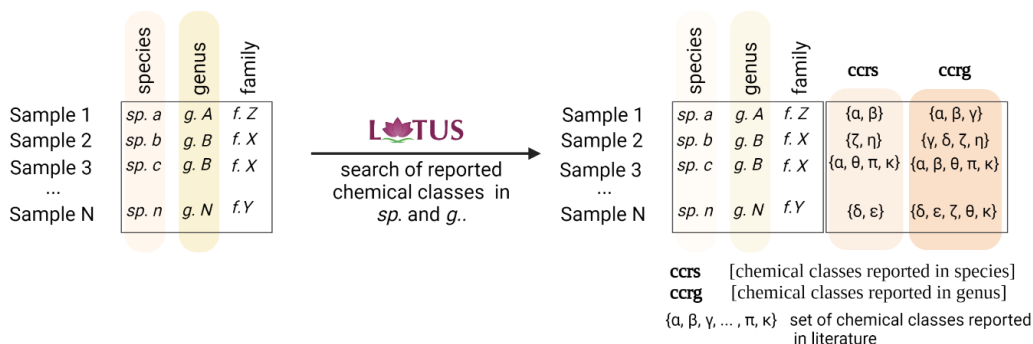 species genus family
species genus family ccrs ccrg
Sample 1 sp. a g. A f. Z
Sample 2 sp. b g. B f. X
Sample 3 sp. c g. B f. X
...
Sample N sp. n g. N f. Y
LOTUS
search of reported
chemical classes in
sp. and g..
Sample 1 sp. a g. A f. Z {α, β} {α, β, γ}
Sample 2 sp. b g. B f. X {ζ, η} {γ, δ, ζ, η}
Sample 3 sp. c g. B f. X {α, θ, π, κ} {α, β, θ, π, κ}
...
Sample N sp. n g. N f. Y {δ, ε} {δ, ε, ζ, θ, κ}
ccrs [chemical classes reported in species]
ccrg [chemical classes reported in genus]
{α, β, γ, ... , π, κ} set of chemical classes reported
in literature